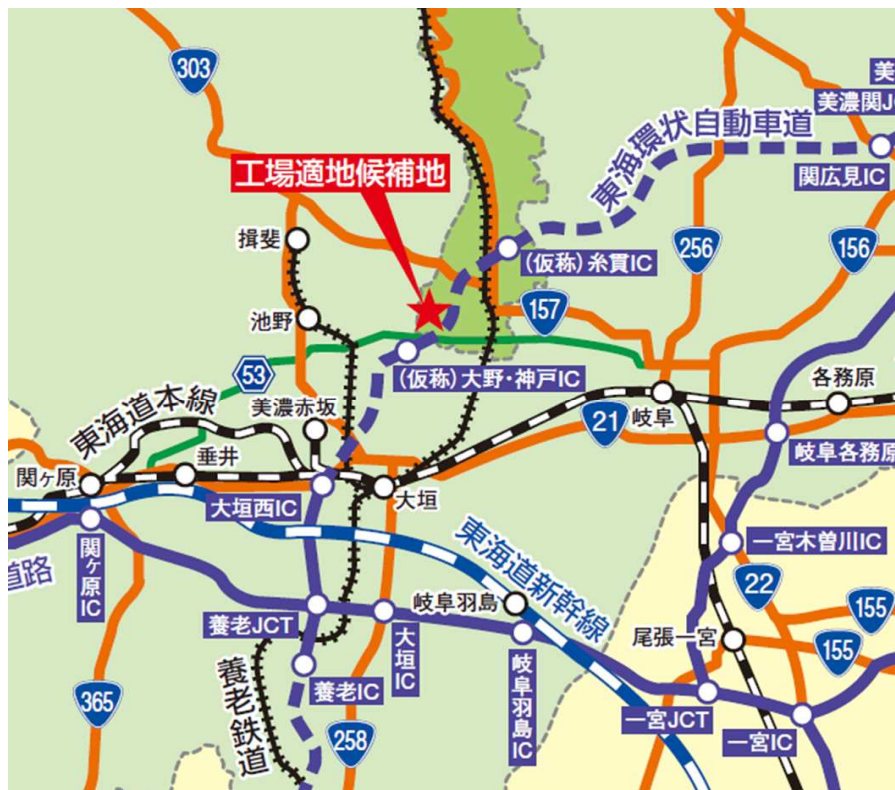 303
美
美濃関J
東海環状自動車道
関広見IC
工場適地候補地
揖斐
(仮称)糸貫IC
256
156
池野
157
53
(仮称)大野・神戸IC
美濃赤坂
各務原
東海道本線
岐阜
21
垂井
岐阜各務原
関ヶ原
大垣西IC
大垣
関ヶ原IC
一宮木曽川IC
道路
東海道新幹線
22
岐阜羽島
155
養老JCT
大垣IC
尾張一宮
155
岐阜羽島IC
養老IC
365
養老鉄道
一宮JCT
258
一宮IC